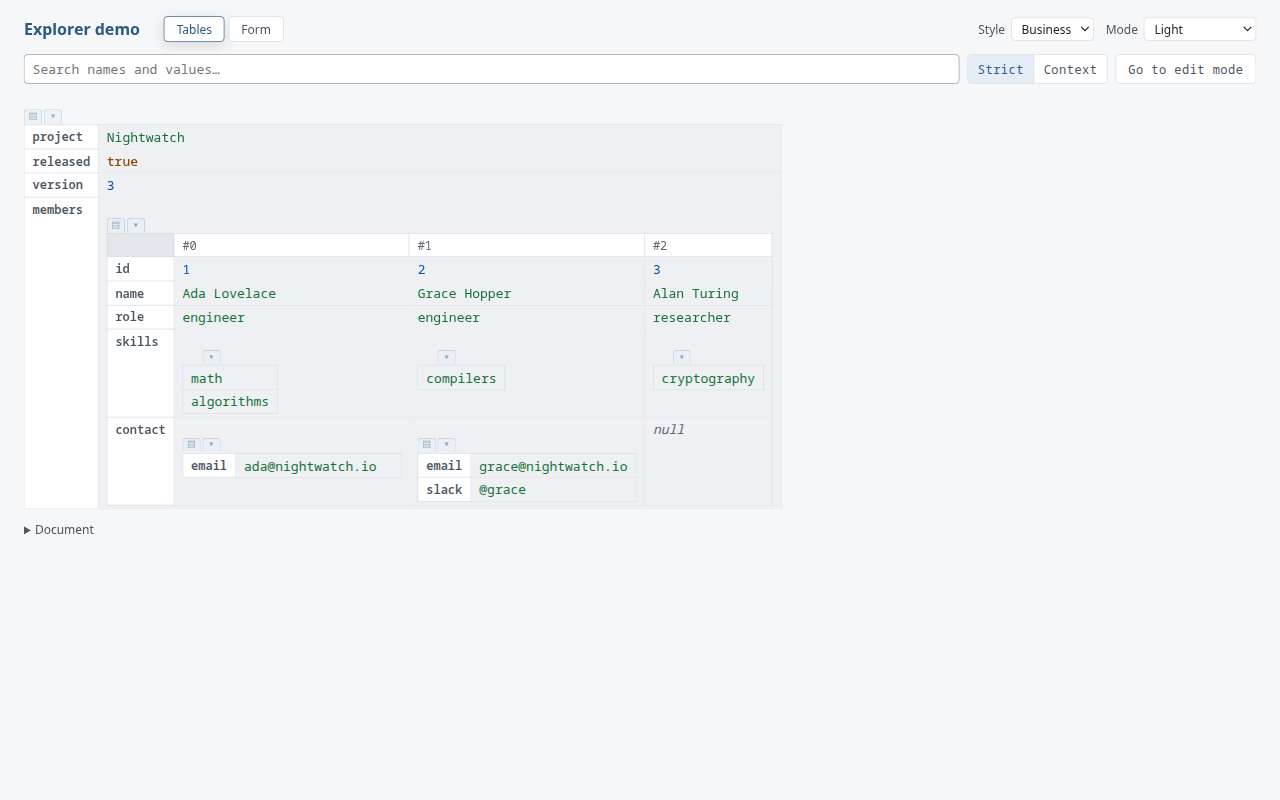 Explorer demo Tables Form Style Business Mode Light
Search names and values… Strict Context Go to edit mode
project Nightwatch
released true
version 3
members
#0 #1 #2
id 1 2 3
name Ada Lovelace Grace Hopper Alan Turing
role engineer engineer researcher
skills
math compilers cryptography
algorithms
contact null
email ada@nightwatch.io email grace@nightwatch.io
slack @grace
Document